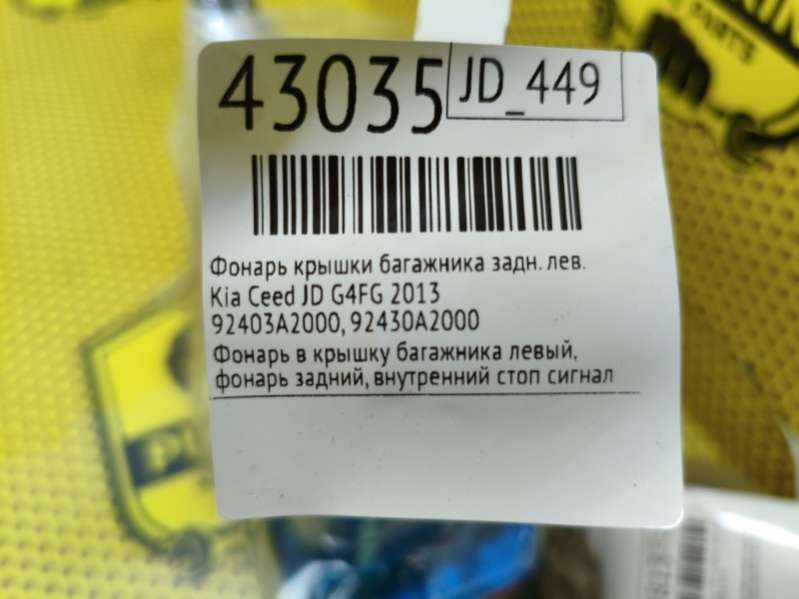 43035 JD_449
Фонарь крышки багажника задн. лев.
Kia Ceed JD G4FG 2013
92403A2000, 92430A2000
Фонарь в крышку багажника левый,
фонарь задний, внутренний стоп сигнал
PARTS